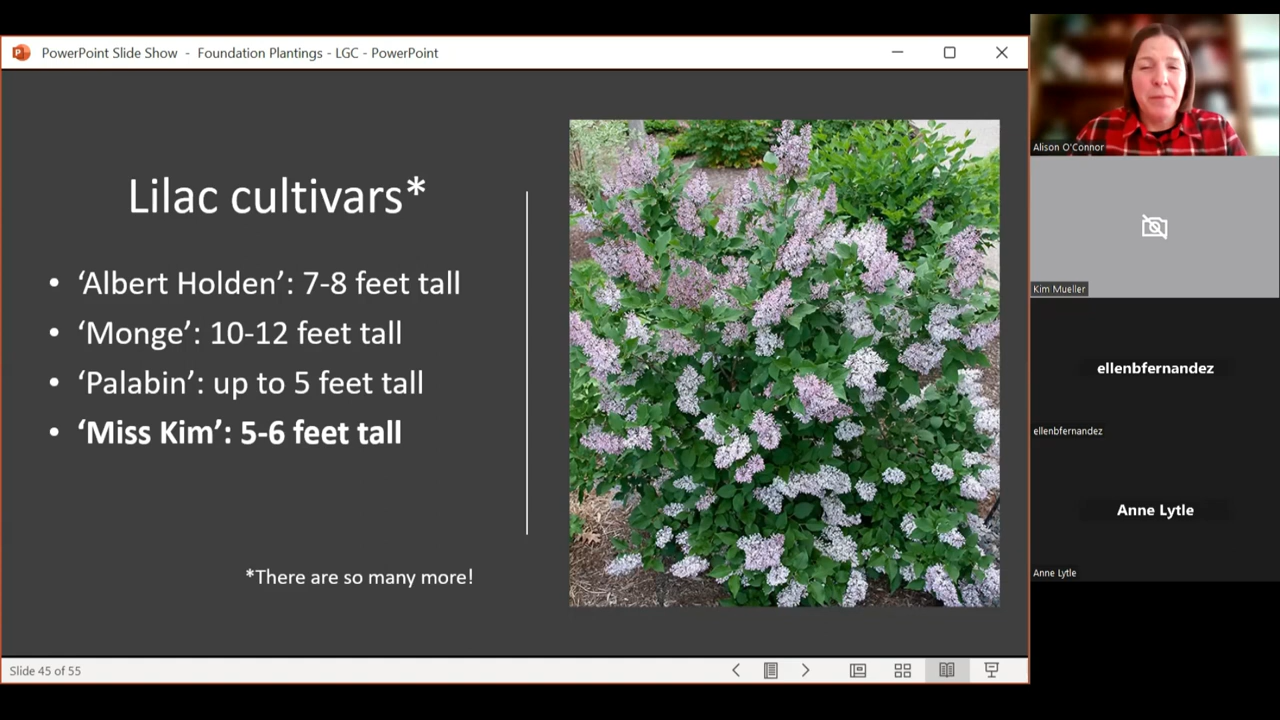 PowerPoint Slide Show - Foundation Plantings - LGC - PowerPoint
Lilac cultivars*
• ‘Albert Holden’: 7-8 feet tall
• ‘Monge’: 10-12 feet tall
• ‘Palabin’: up to 5 feet tall
• ‘Miss Kim’: 5-6 feet tall
*There are so many more!
Slide 45 of 55
Alison O'Connor
Kim Mueller
ellenbfernandez
ellenbfernandez
Anne Lytle
Anne Lytle